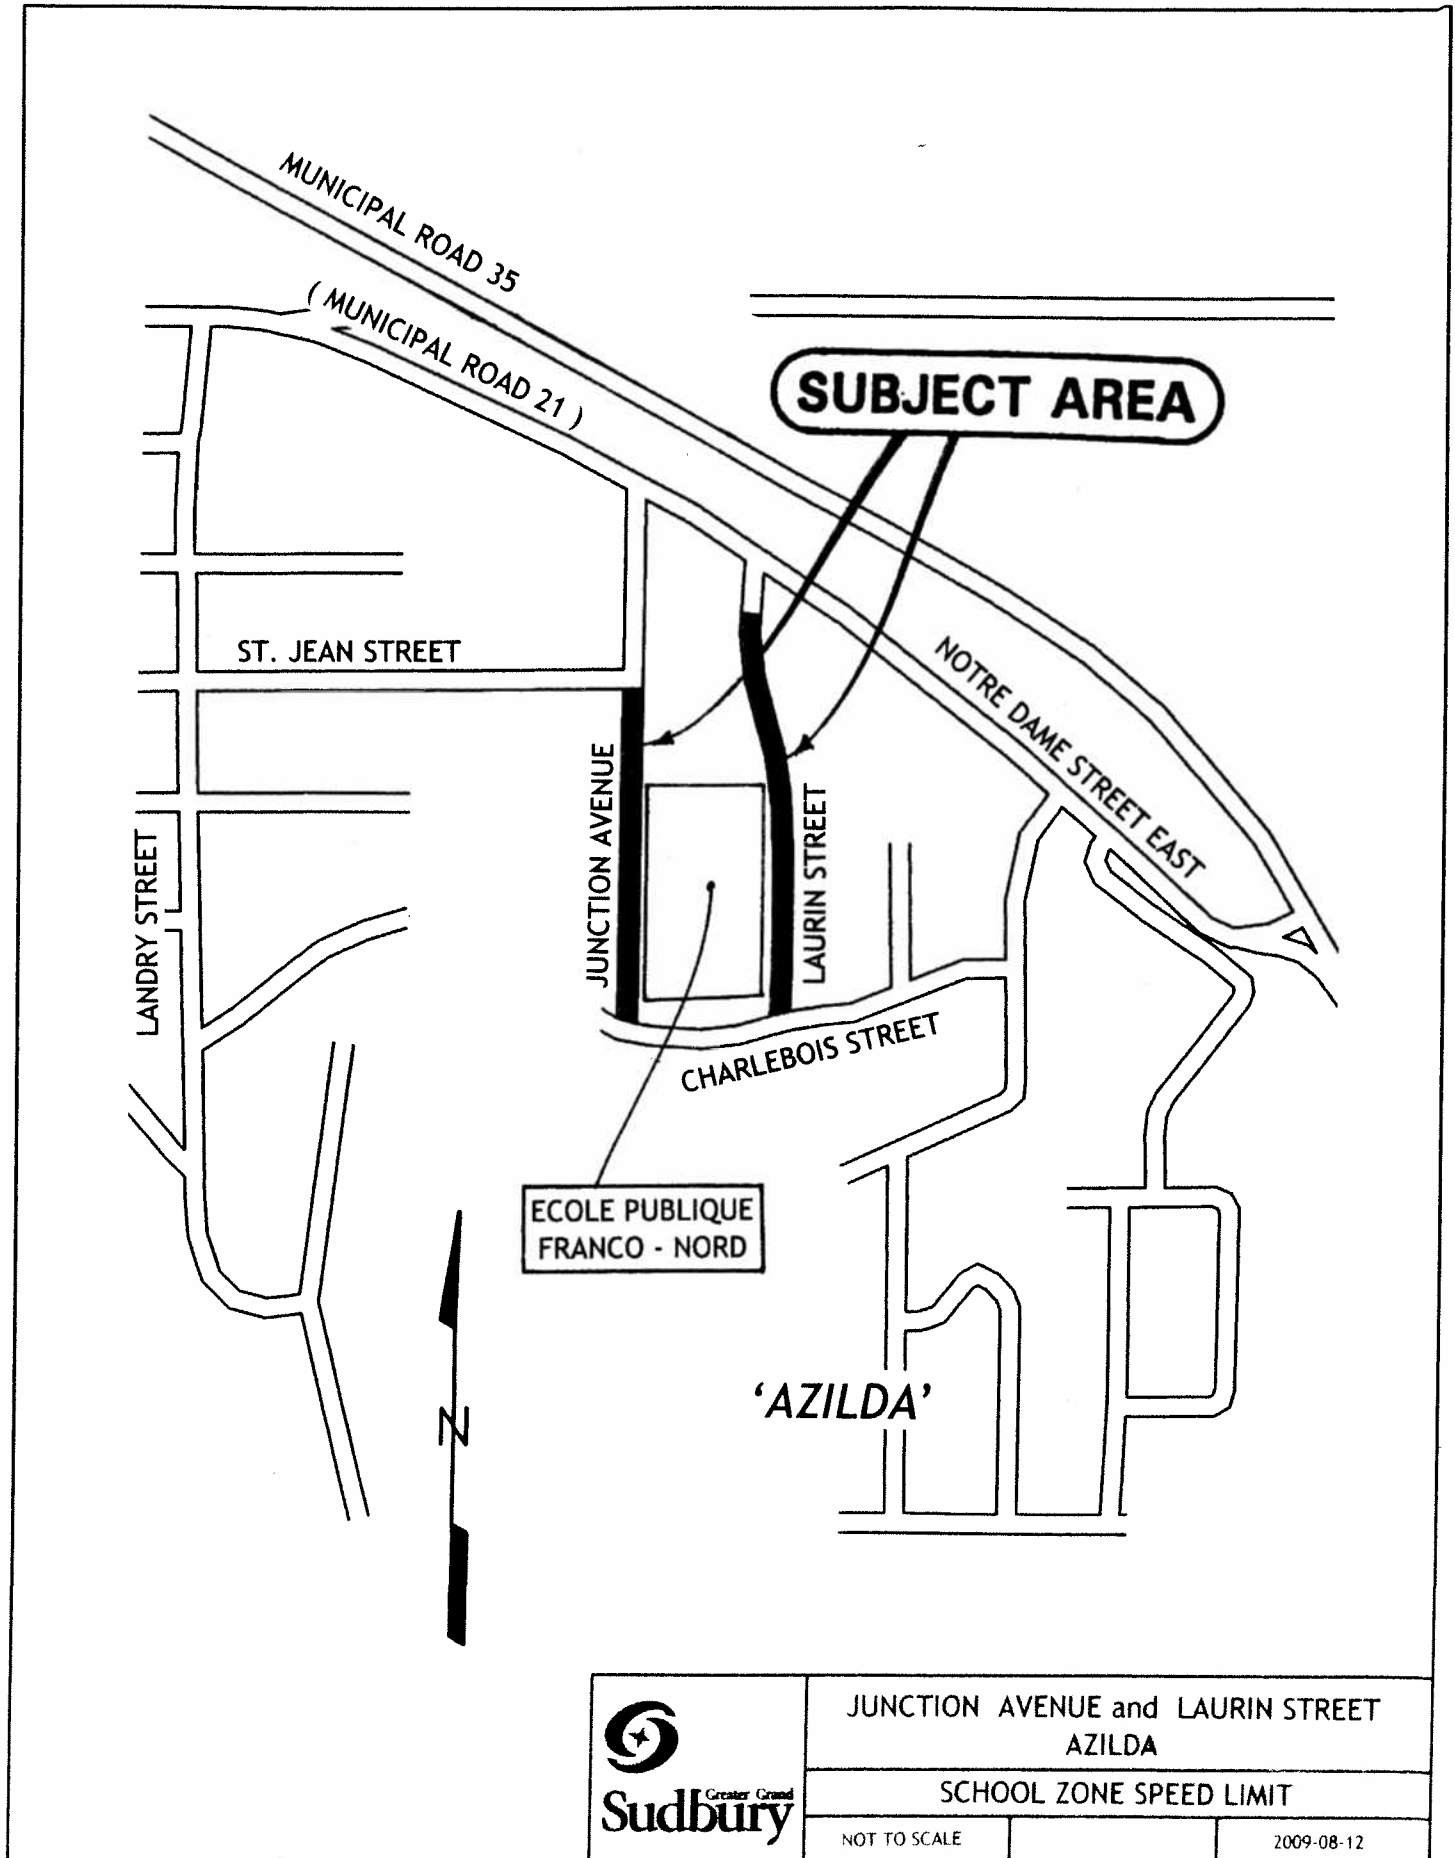 MUNICIPAL ROAD 35
( MUNICIPAL ROAD 21 )
SUBJECT AREA
ST. JEAN STREET
NOTRE DAME STREET EAST
JUNCTION AVENUE
LAURIN STREET
LANDRY STREET
CHARLEBOIS STREET
ECOLE PUBLIQUE
FRANCO - NORD
'AZILDA'
N
JUNCTION AVENUE and LAURIN STREET
AZILDA
SCHOOL ZONE SPEED LIMIT
Greater Grand
Sudbury
NOT TO SCALE
2009-08-12